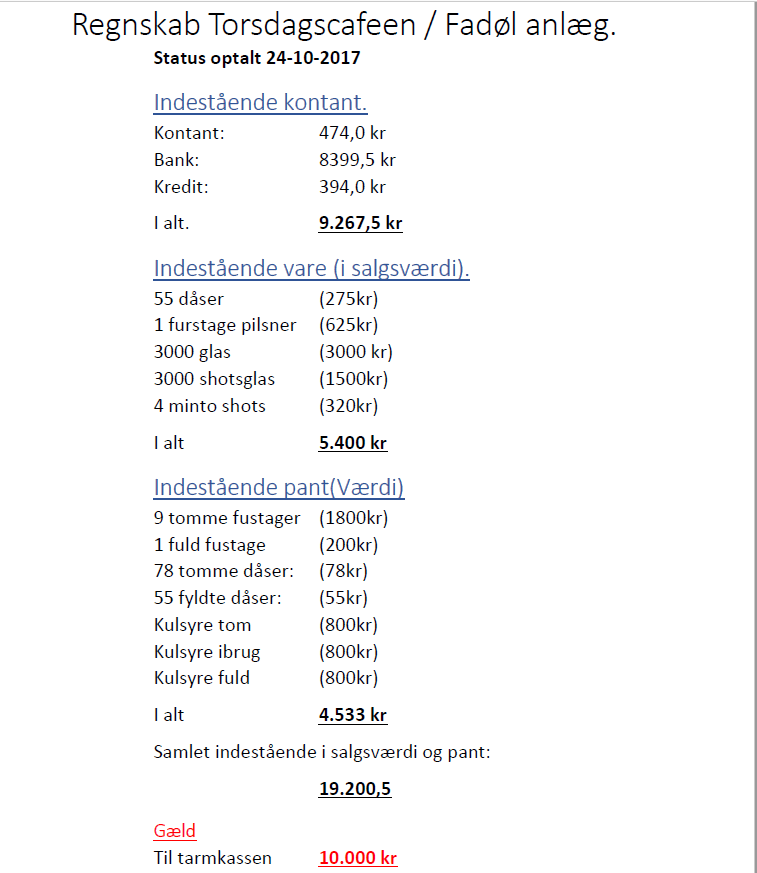 Regnskab Torsdagscafeen / Fadøl anlæg.
Status optalt 24-10-2017
Indestående kontant.
Kontant: 474,0 kr
Bank: 8399,5 kr
Kredit: 394,0 kr
I alt. 9.267,5 kr
Indestående vare (i salgsværdi).
55 dåser (275kr)
1 furstage pilsner (625kr)
3000 glas (3000 kr)
3000 shotsglas (1500kr)
4 minto shots (320kr)
I alt 5.400 kr
Indestående pant(Værdi)
9 tomme fustager (1800kr)
1 fuld fustage (200kr)
78 tomme dåser: (78kr)
55 fyldte dåser: (55kr)
Kulsyre tom (800kr)
Kulsyre ibrug (800kr)
Kulsyre fuld (800kr)
I alt 4.533 kr
Samlet indestående i salgsværdi og pant:
19.200,5
Gæld
Til tarmkassen 10.000 kr